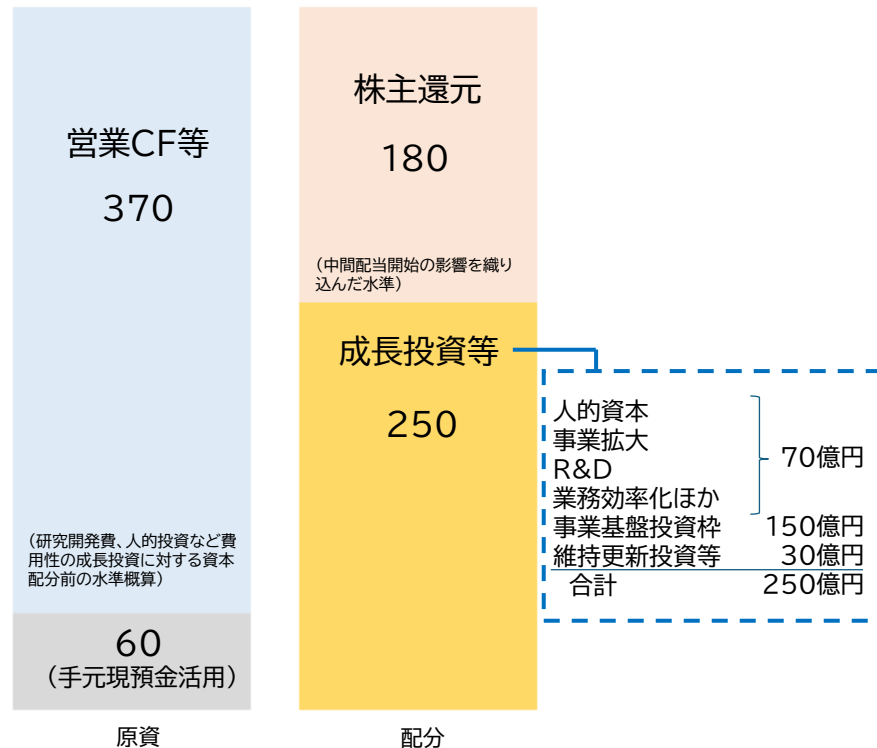 営業CF等
370
(研究開発費、人的投資など費
用性の成長投資に対する資本
配分前の水準概算)
60
(手元現預金活用)
原資
株主還元
180
(中間配当開始の影響を織り
込んだ水準)
成長投資等
250
配分
人的資本
事業拡大
R&D
業務効率化ほか
70億円
事業基盤投資枠 150億円
維持更新投資等 30億円
合計 250億円